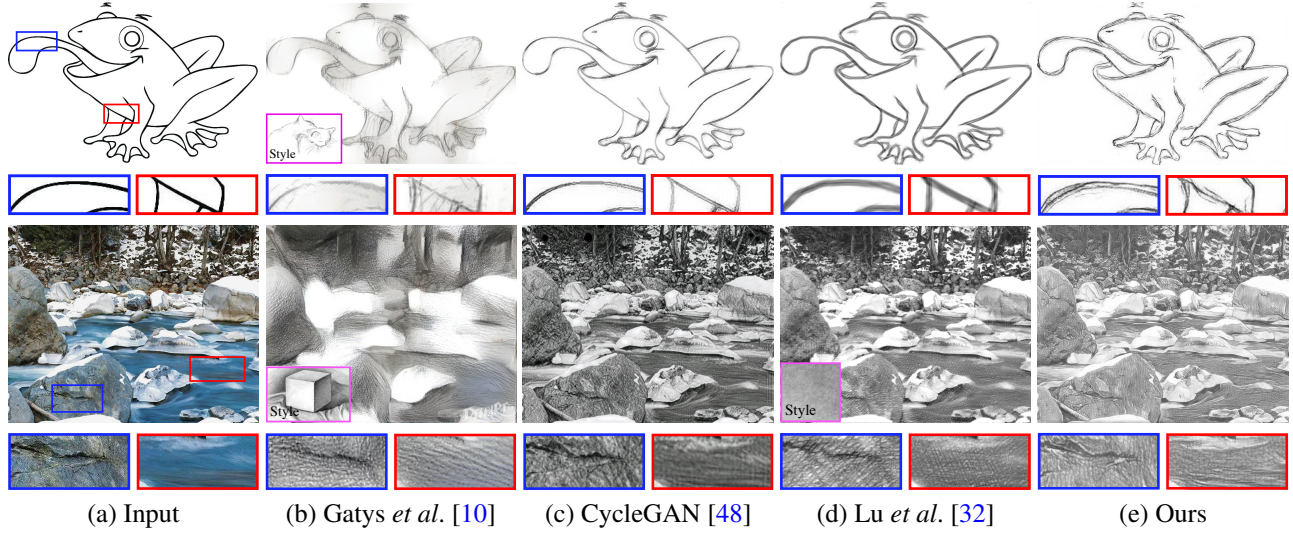 Style
Style
Style
(a) Input
(b) Gatys et al. [10]
(c) CycleGAN [48]
(d) Lu et al. [32]
(e) Ours